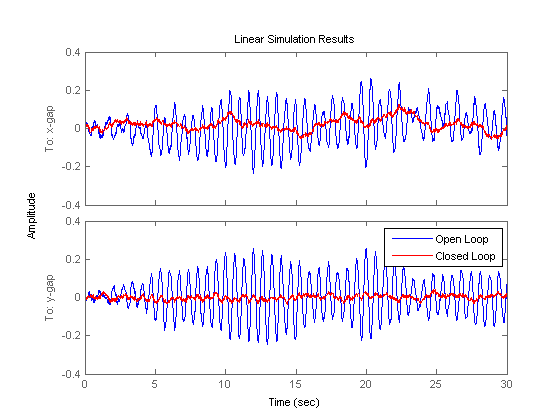 Linear Simulation Results
0.4
0.2
0
-0.2
-0.4
To: x-gap
Amplitude
0.4
0.2
0
-0.2
-0.4
To: y-gap
Open Loop
Closed Loop
0
5
10
15
20
25
30
Time (sec)